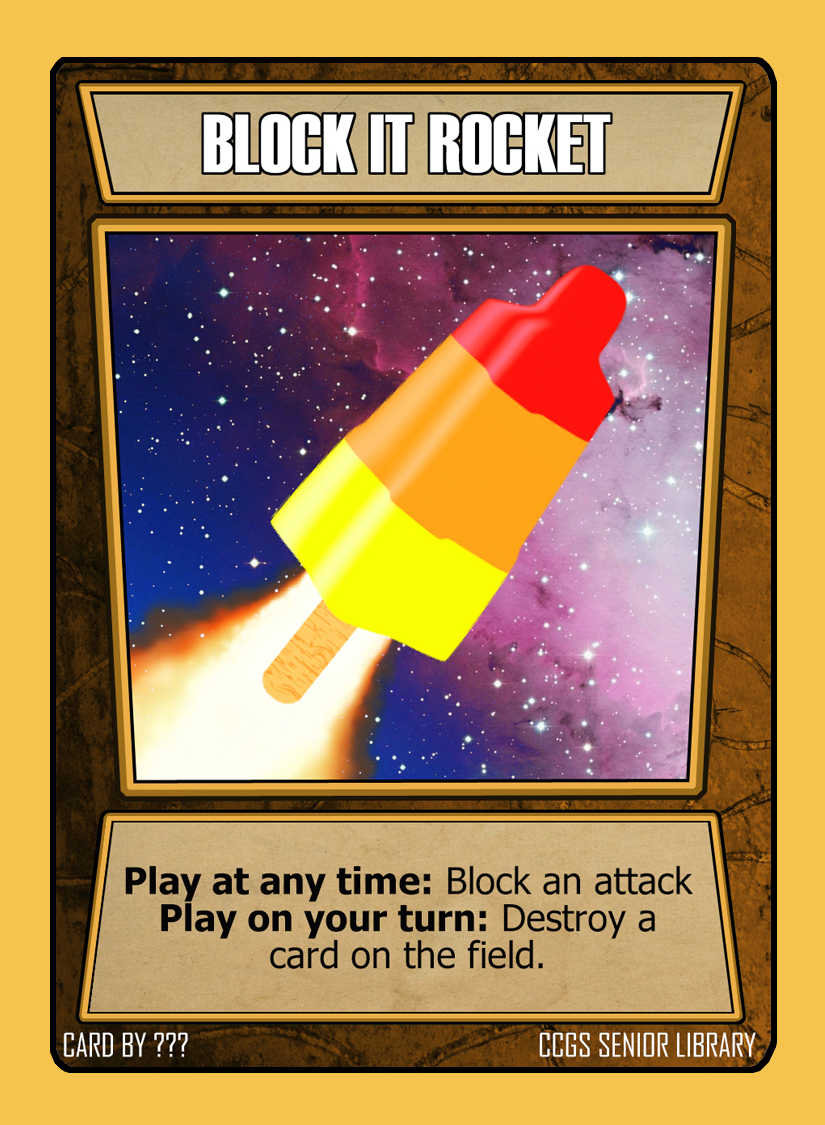 BLOCK IT ROCKET
Play at any time: Block an attack
Play on your turn: Destroy a
card on the field.
CARD BY ???
CCGS SENIOR LIBRARY